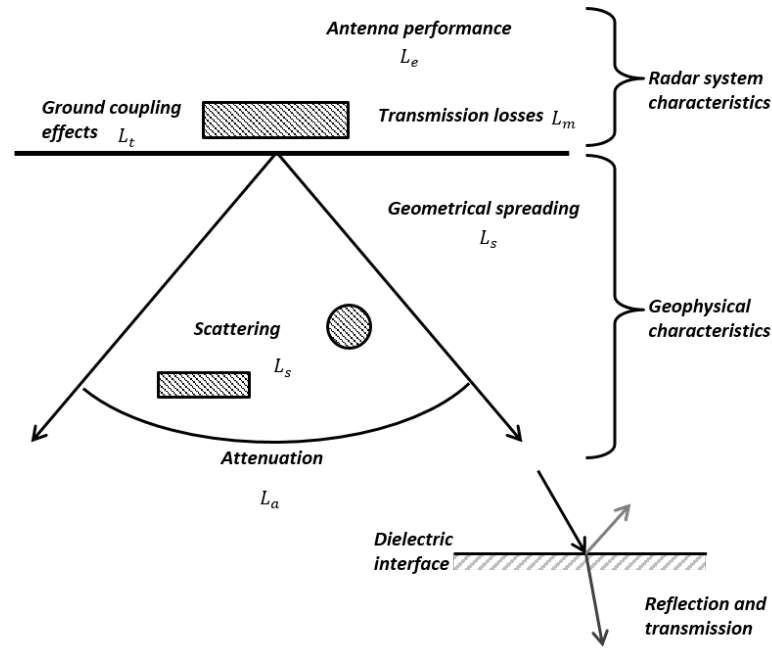 Antenna performance
L_e
Radar system
characteristics
Ground coupling
effects L_t
Transmission losses L_m
Geometrical spreading
L_s
Geophysical
characteristics
Scattering
L_s
Attenuation
L_a
Dielectric
interface
Reflection and
transmission